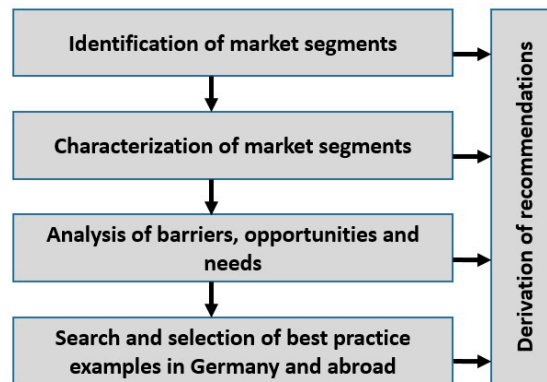 Identification of market segments
Characterization of market segments
Analysis of barriers, opportunities and
needs
Search and selection of best practice
examples in Germany and abroad
Derivation of recommendations